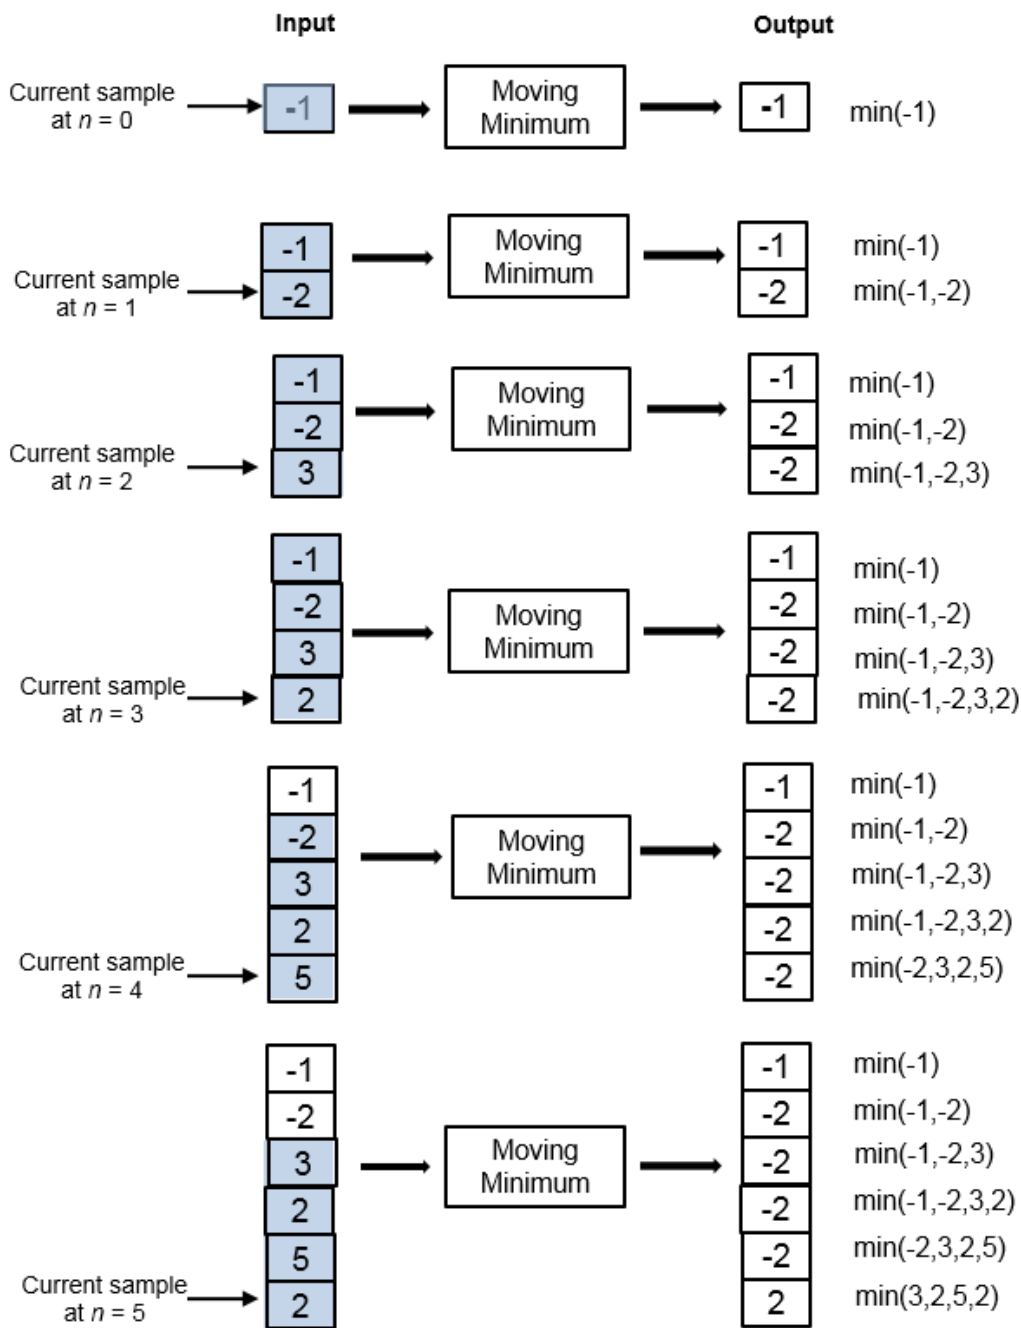 Input Output
Current sample
at n = 0
-1
Moving
Minimum
-1
min(-1)
Current sample
at n = 1
-1
-2
Moving
Minimum
-1
-2
min(-1)
min(-1,-2)
Current sample
at n = 2
-1
-2
3
Moving
Minimum
-1
-2
-2
min(-1)
min(-1,-2)
min(-1,-2,3)
Current sample
at n = 3
-1
-2
3
2
Moving
Minimum
-1
-2
-2
-2
min(-1)
min(-1,-2)
min(-1,-2,3)
min(-1,-2,3,2)
Current sample
at n = 4
-1
-2
3
2
5
Moving
Minimum
-1
-2
-2
-2
-2
min(-1)
min(-1,-2)
min(-1,-2,3)
min(-1,-2,3,2)
min(-2,3,2,5)
Current sample
at n = 5
-1
-2
3
2
5
2
Moving
Minimum
-1
-2
-2
-2
-2
2
min(-1)
min(-1,-2)
min(-1,-2,3)
min(-1,-2,3,2)
min(-2,3,2,5)
min(3,2,5,2)